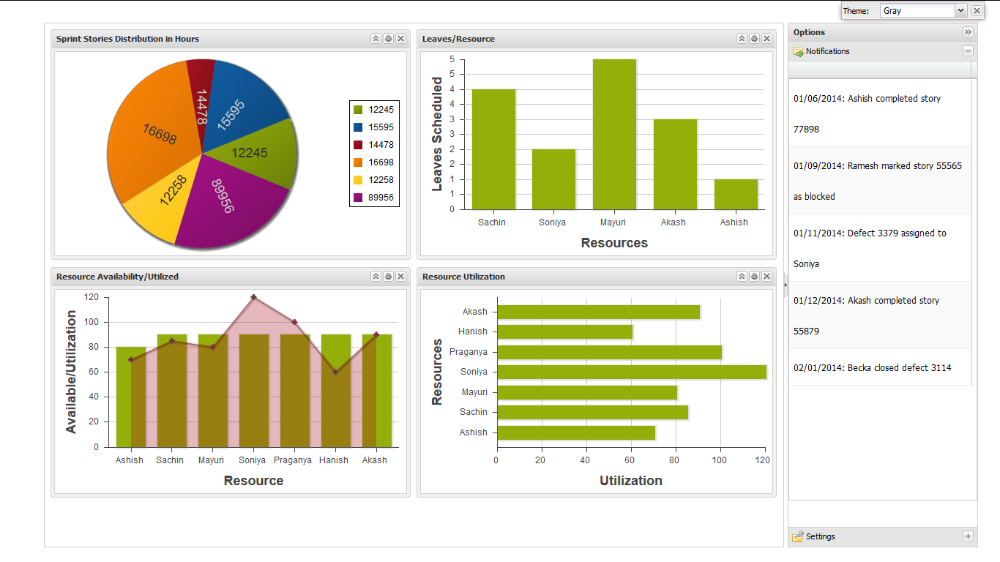 Theme: Gray
Sprint Stories Distribution in Hours
14478
15595
16698
12245
12258
89956
12245
15595
14478
16698
12258
89956
Leaves/Resource
Leaves Scheduled
5
5
4
4
3
3
2
2
1
1
0
Sachin Soniya Mayuri Akash Ashish
Resources
Resource Availability/Utilized
Available/Utilization
120
100
80
60
40
20
0
Ashish Sachin Mayuri Soniya Praganya Hanish Akash
Resource
Resource Utilization
Resources
Akash
Hanish
Praganya
Soniya
Mayuri
Sachin
Ashish
0 20 40 60 80 100 120
Utilization
Options
Notifications
01/06/2014: Ashish completed story
77898
01/09/2014: Ramesh marked story 55565
as blocked
01/11/2014: Defect 3379 assigned to
Soniya
01/12/2014: Akash completed story
55879
02/01/2014: Becka closed defect 3114
Settings